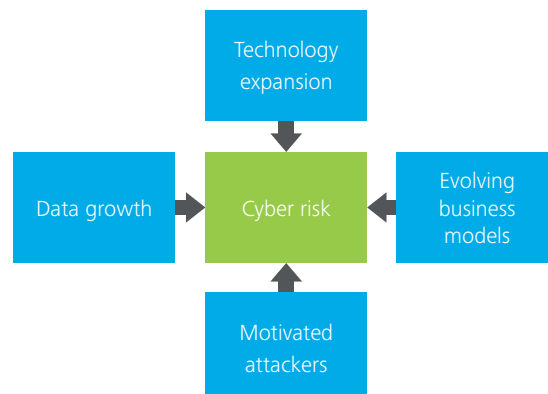 Technology
expansion
Data growth
Cyber risk
Evolving
business
models
Motivated
attackers